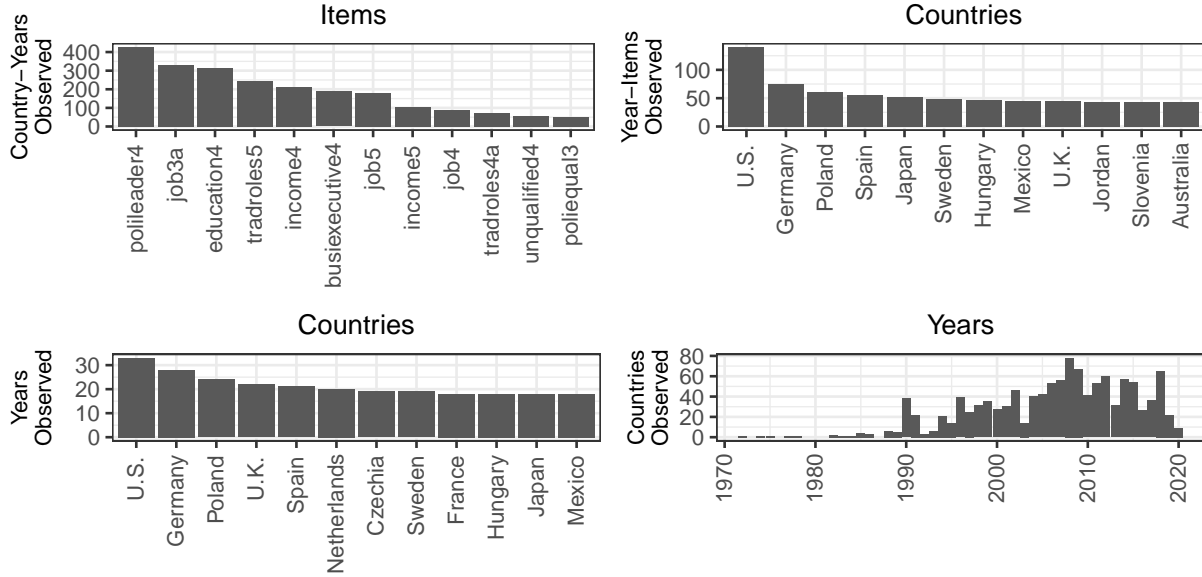 Items
Country−Years
Observed
400
300
200
100
0
polileader4
job3a
education4
tradroles5
income4
busiexecutive4
job5
income5
job4
tradroles4a
unqualified4
poliequal3
Countries
Year−Items
Observed
100
50
0
U.S.
Germany
Poland
Spain
Japan
Sweden
Hungary
Mexico
U.K.
Jordan
Slovenia
Australia
Countries
Years
Observed
30
20
10
0
U.S.
Germany
Poland
U.K.
Spain
Netherlands
Czechia
Sweden
France
Hungary
Japan
Mexico
Years
Countries
Observed
80
60
40
20
0
1970
1980
1990
2000
2010
2020